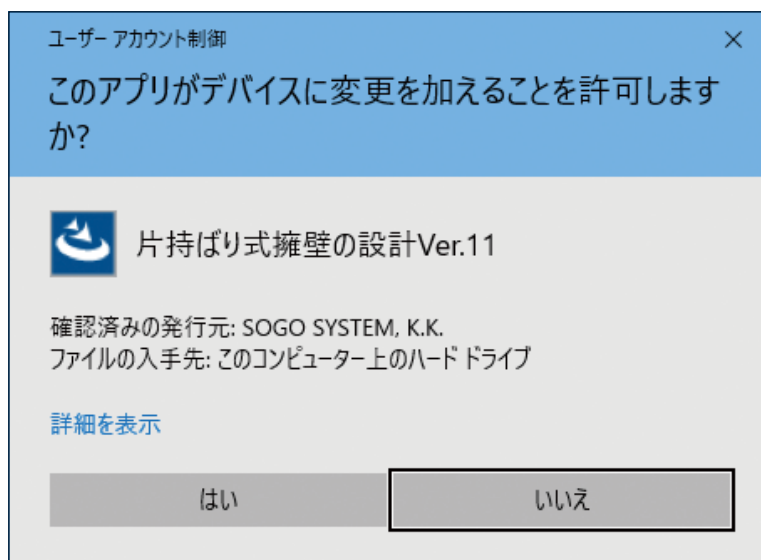 ユーザー アカウント制御
このアプリがデバイスに変更を加えることを許可します
か?
片持ばり式擁壁の設計Ver.11
確認済みの発行元: SOGO SYSTEM, K.K.
ファイルの入手先: このコンピューター上のハード ドライブ
詳細を表示
はい
いいえ